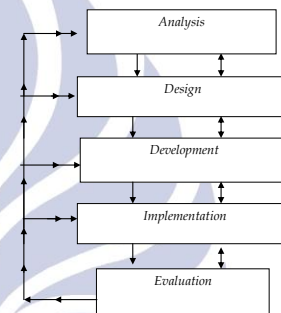 Analysis
Design
Development
Implementation
Evaluation